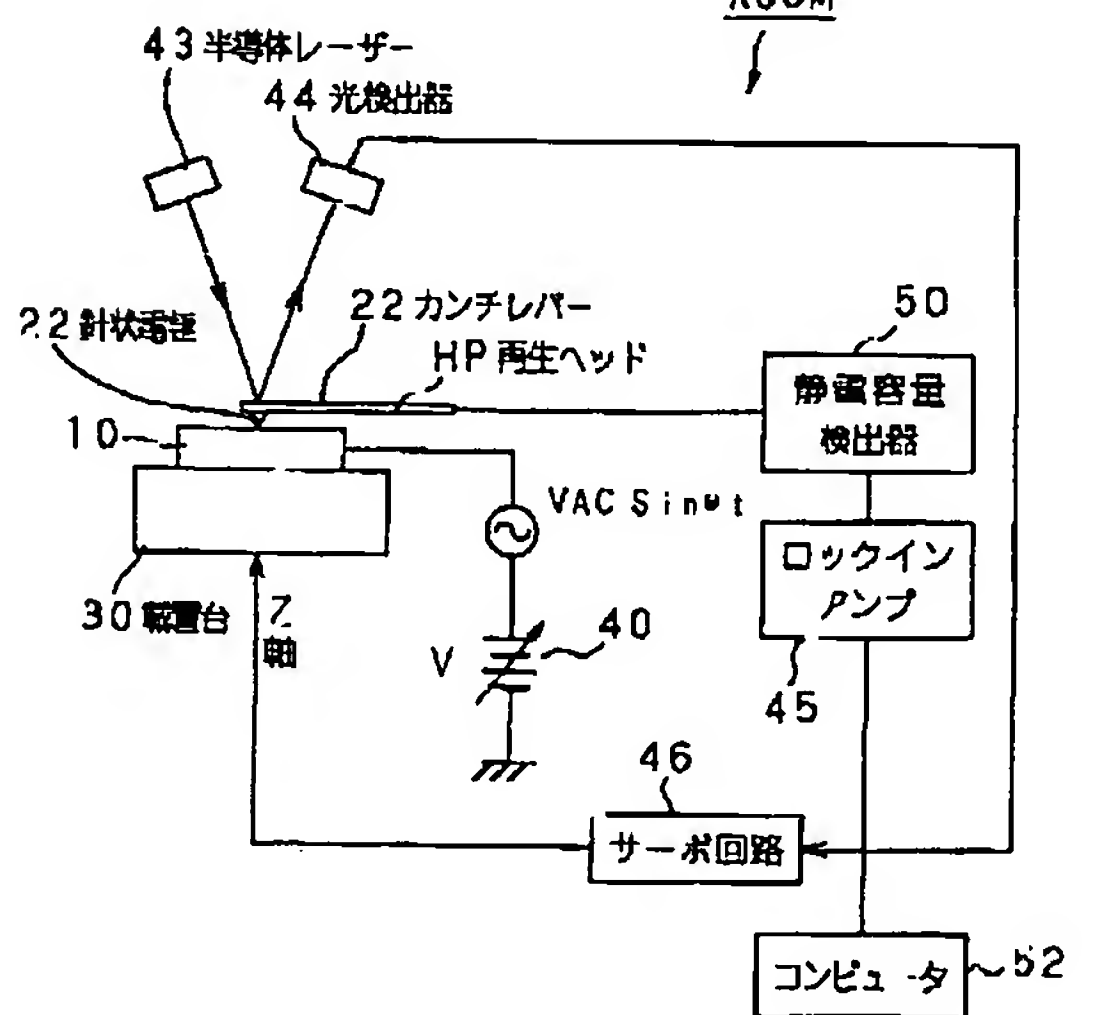 43 半導体レーザー
44 光検出器
22 針状電極
22 カンチレバー
HP 再生ヘッド
50
静電容量
検出器
10
VAC Sinωt
ロックイン
アンプ
30 載置台
Z
軸
V
40
45
46
サーボ回路
コンピュータ
52